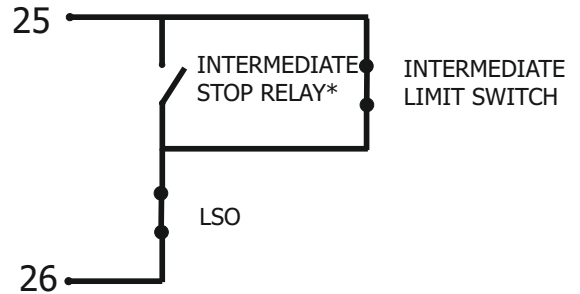 25
INTERMEDIATE
STOP RELAY*
INTERMEDIATE
LIMIT SWITCH
LSO
26